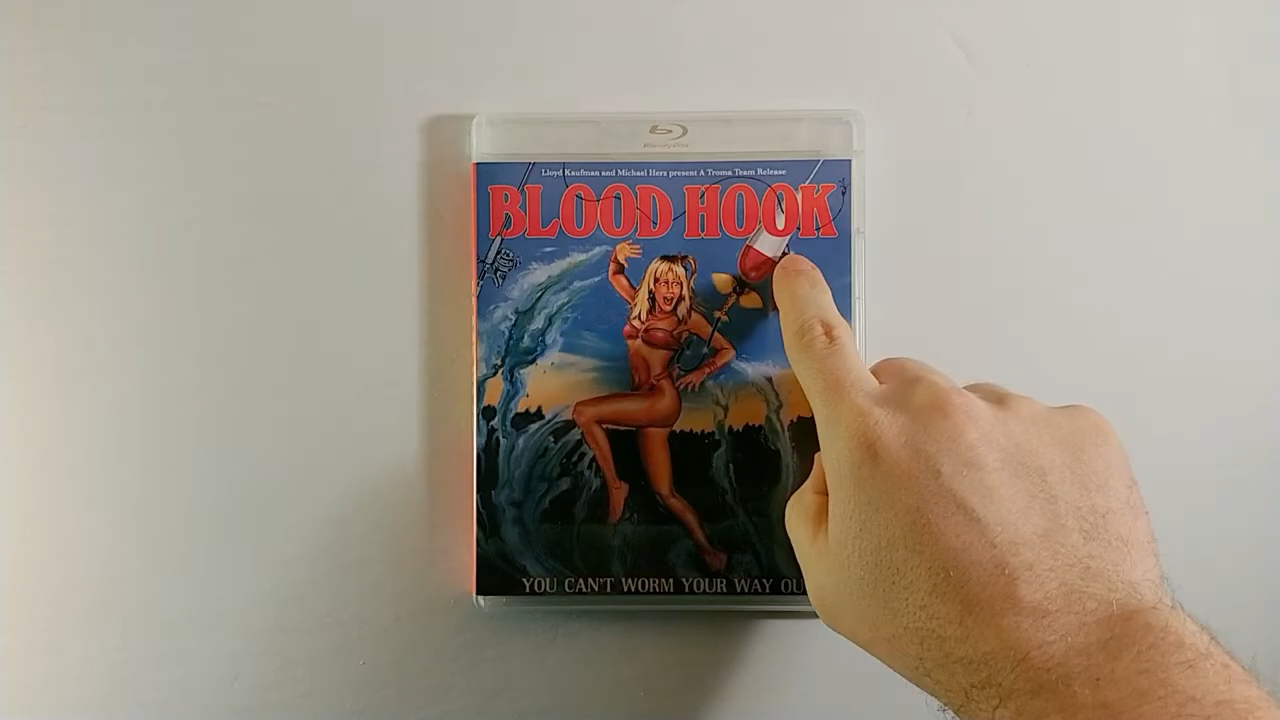 Blu-ray Disc
Lloyd Kaufman and Michael Herz present A Troma Team Release
BLOOD HOOK
YOU CAN'T WORM YOUR WAY OU